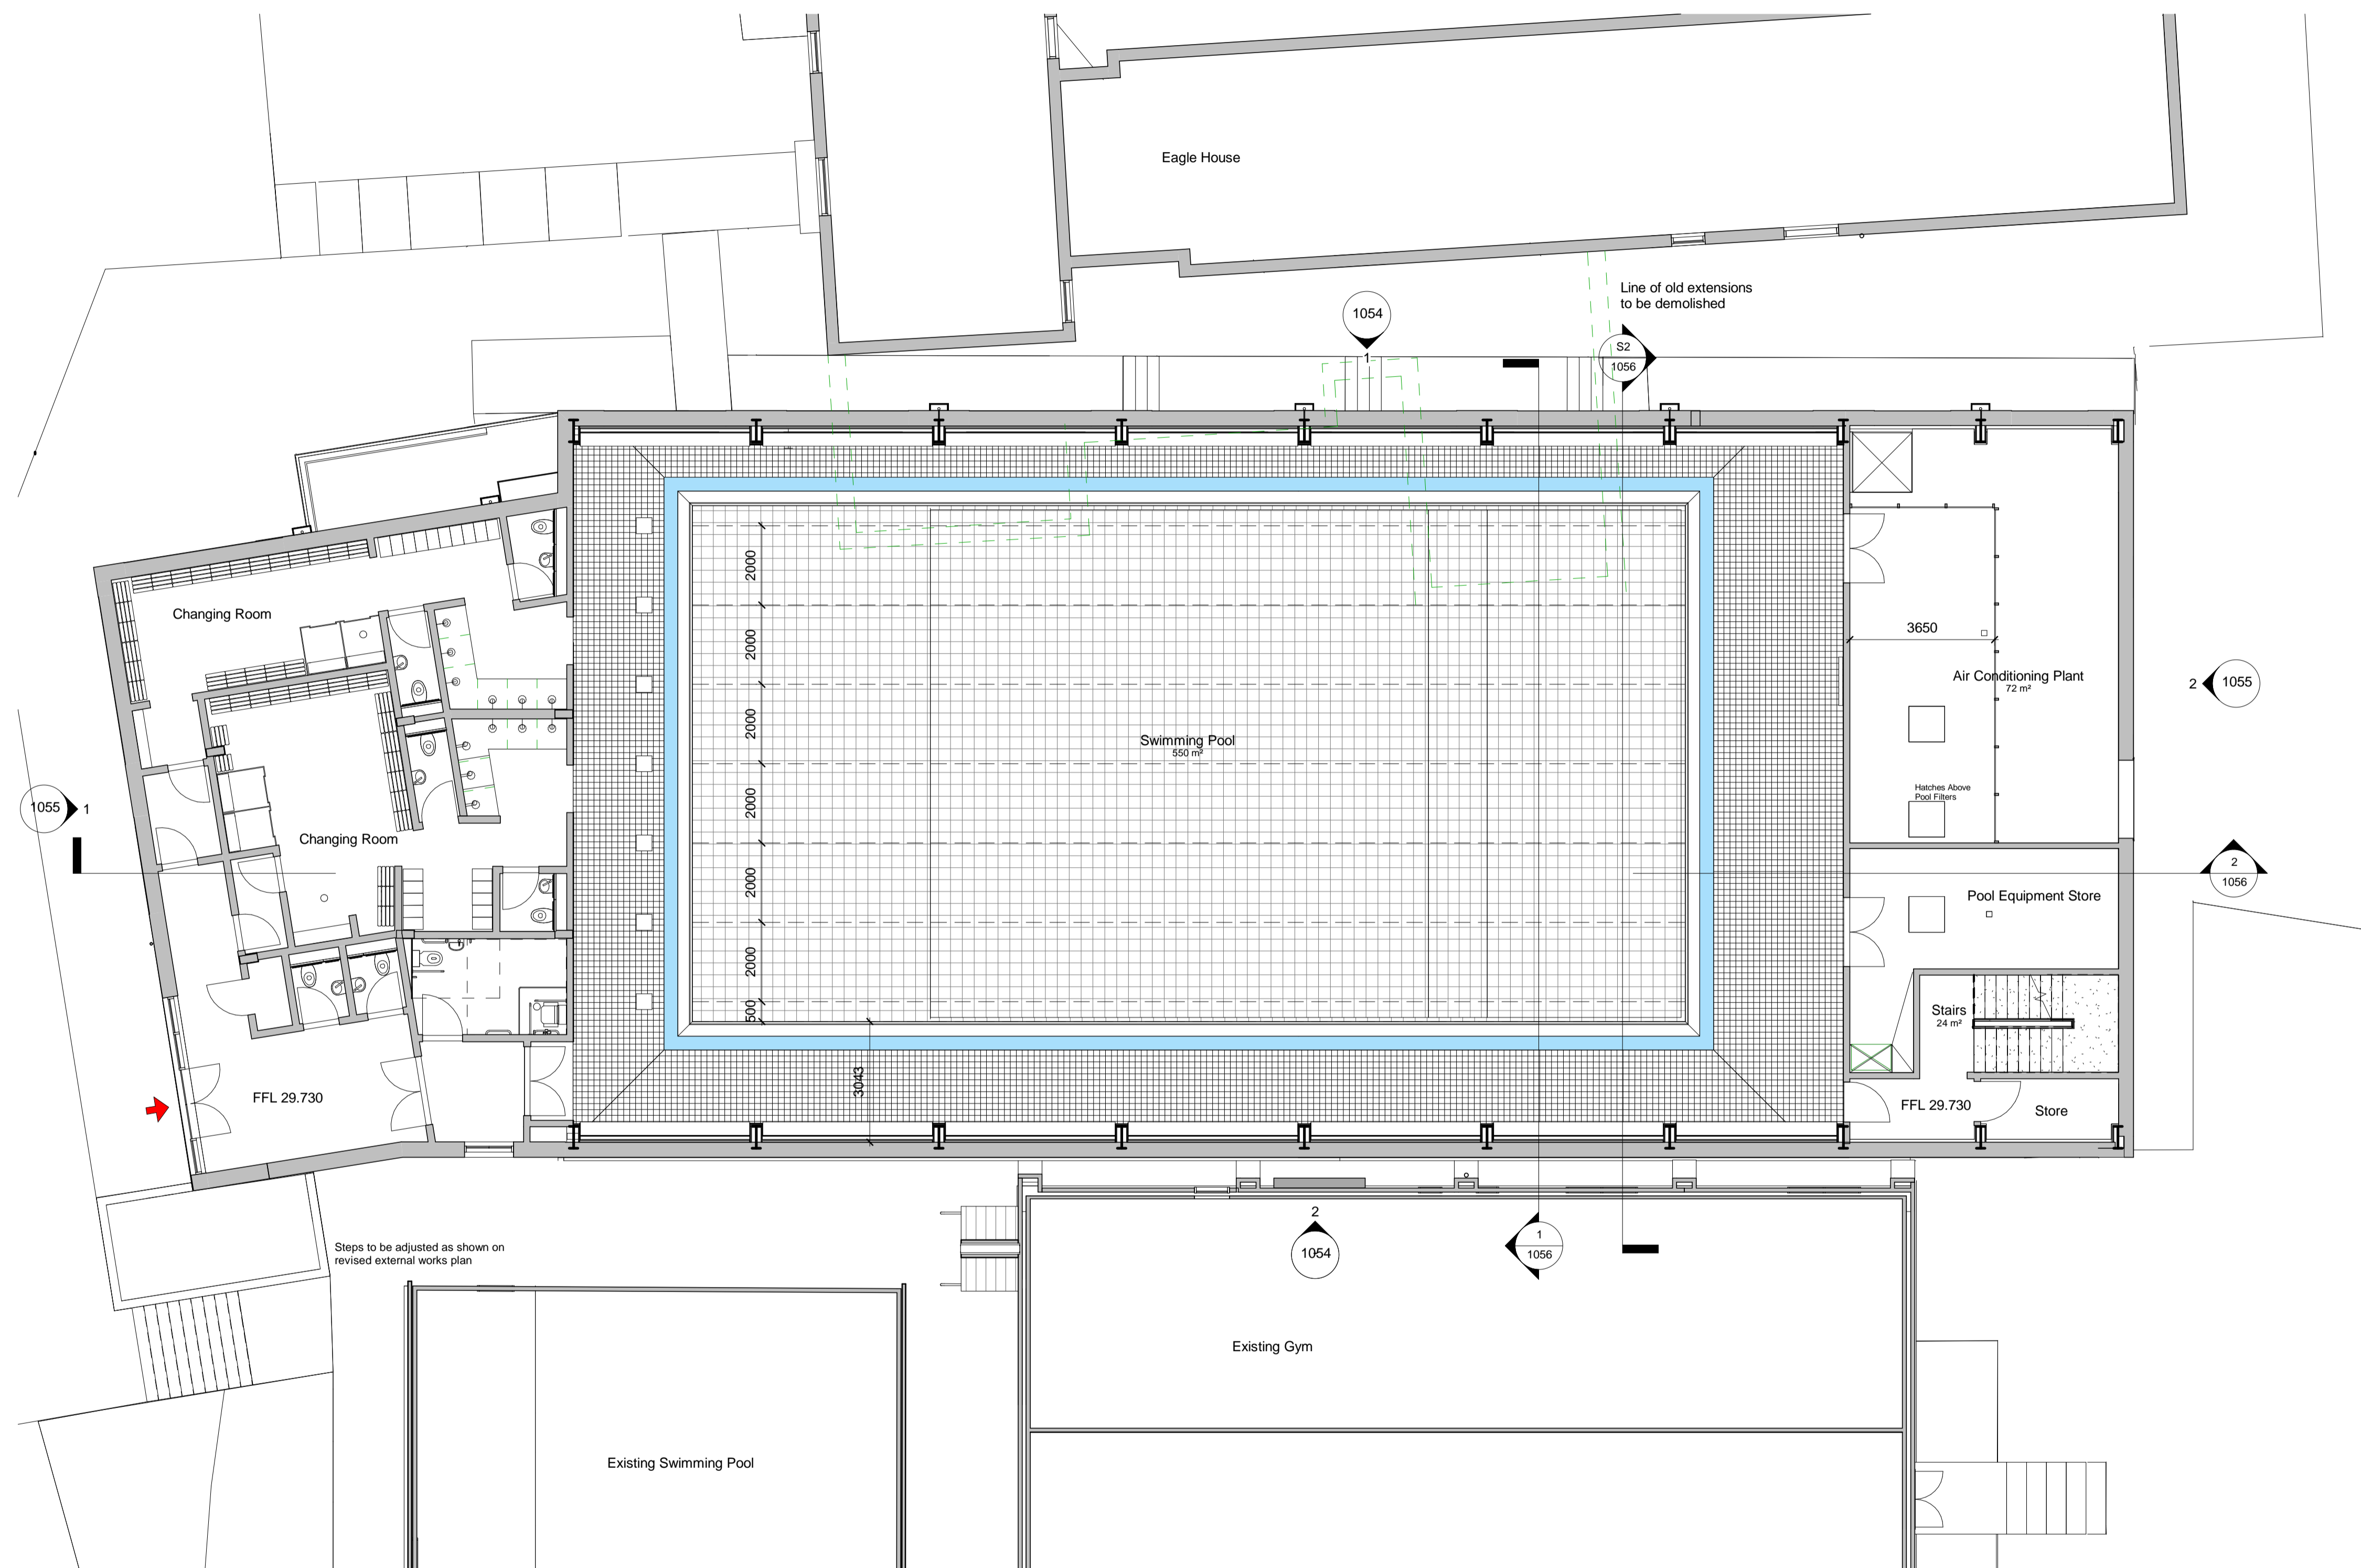 Eagle House
Line of old extensions
to be demolished
1054
1
S2
1056
Changing Room
2000
2000
2000
2000
2000
2000
500
3043
3650
Air Conditioning Plant
72 m²
2
1055
Swimming Pool
550 m²
Hatches Above
Pool Filters
1055
1
Changing Room
2
1056
Pool Equipment Store
Stairs
24 m²
FFL 29.730
FFL 29.730
Store
Steps to be adjusted as shown on
revised external works plan
2
1054
1
1056
Existing Gym
Existing Swimming Pool